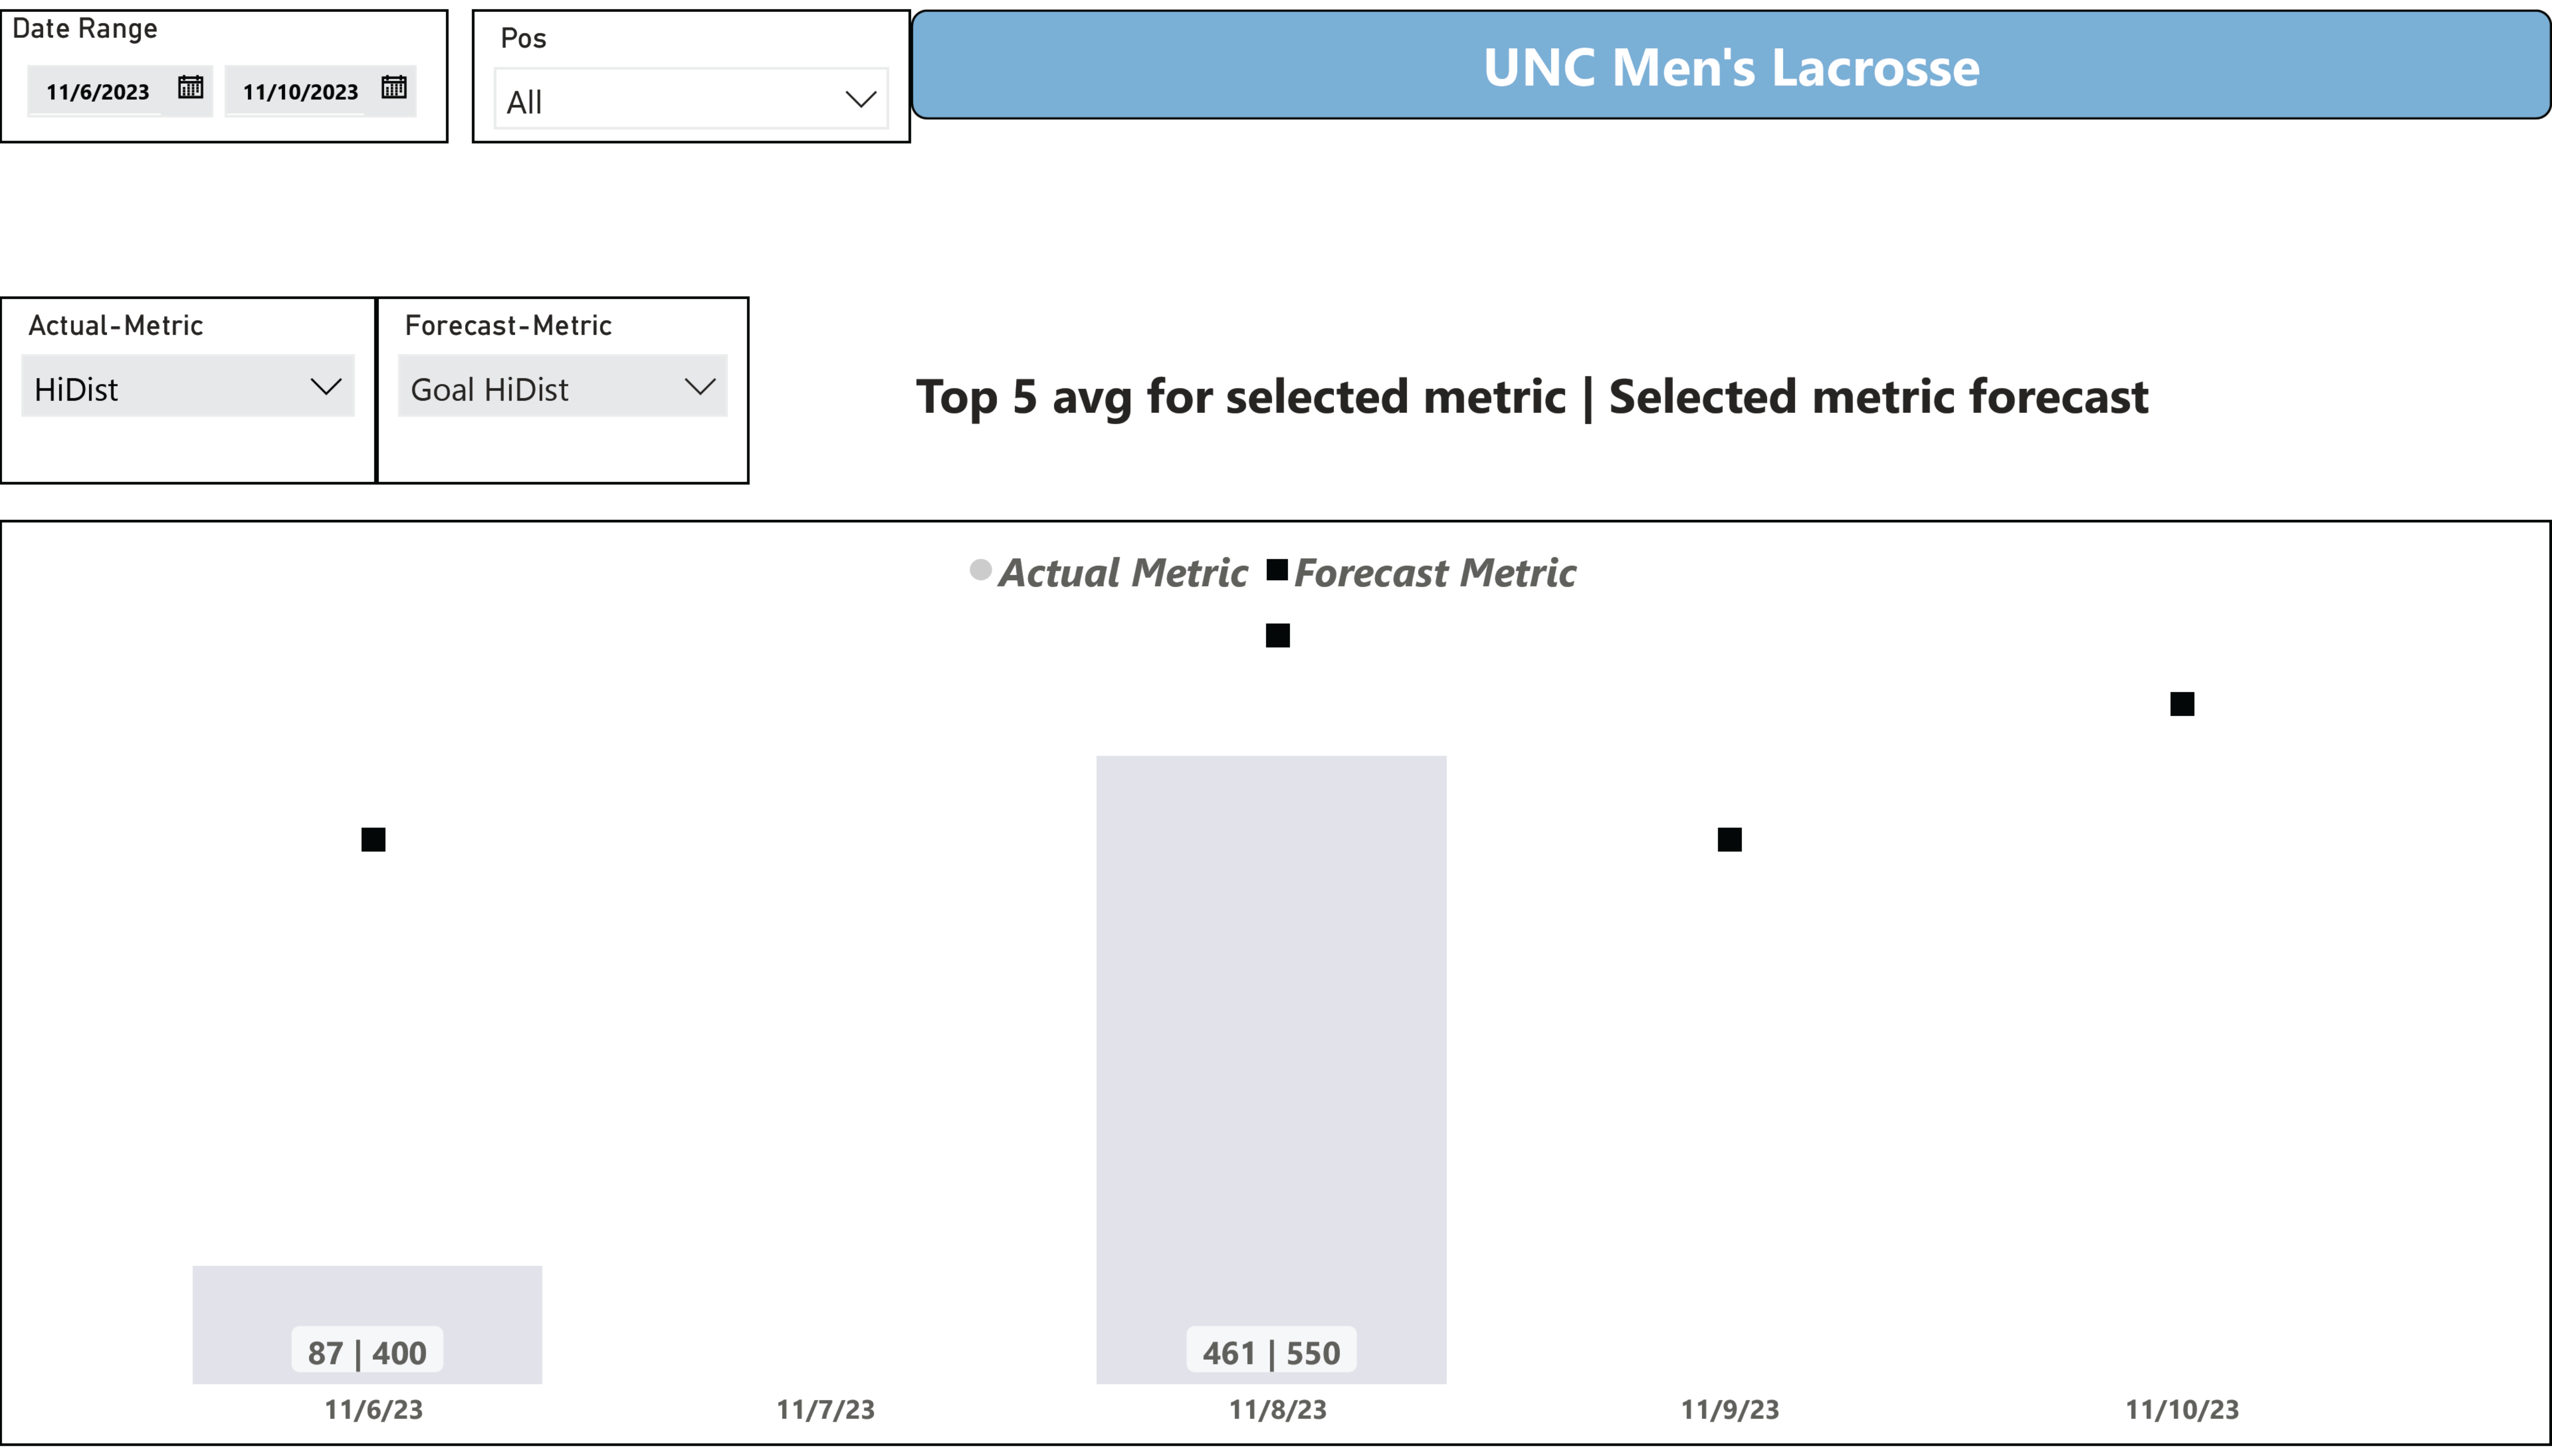 Date Range
11/6/2023 11/10/2023
Pos
All
UNC Men's Lacrosse
Actual-Metric
HiDist
Forecast-Metric
Goal HiDist
Top 5 avg for selected metric | Selected metric forecast
Actual Metric Forecast Metric
87 | 400
461 | 550
11/6/23 11/7/23 11/8/23 11/9/23 11/10/23